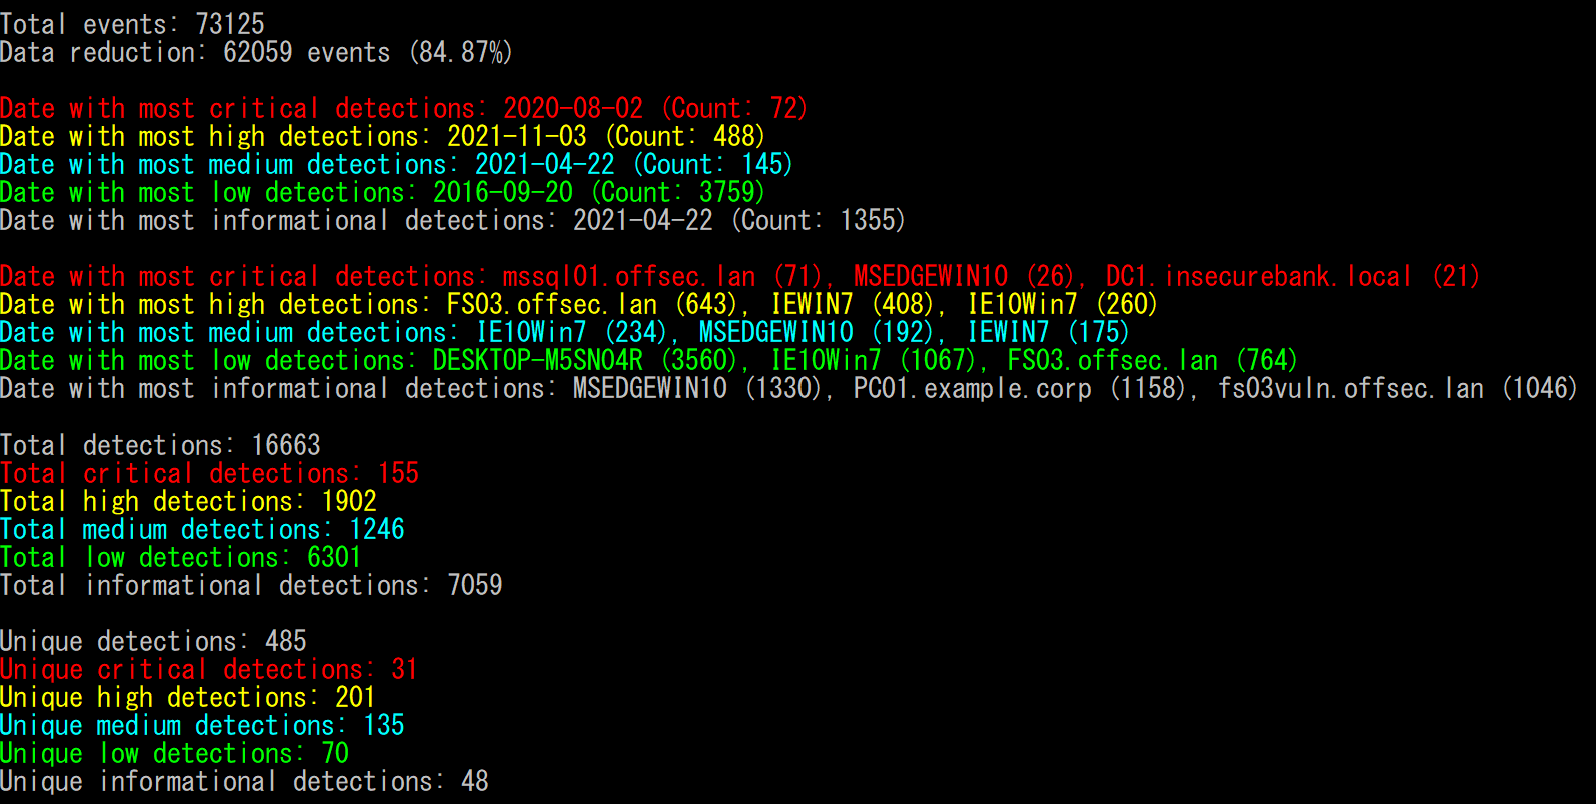 Total events: 73125
Data reduction: 62059 events (84.87%)
Date with most critical detections: 2020-08-02 (Count: 72)
Date with most high detections: 2021-11-03 (Count: 488)
Date with most medium detections: 2021-04-22 (Count: 145)
Date with most low detections: 2016-09-20 (Count: 3759)
Date with most informational detections: 2021-04-22 (Count: 1355)
Date with most critical detections: mssql01.offsec.lan (71), MSEDGEWIN10 (26), DC1.insecurebank.local (21)
Date with most high detections: FS03.offsec.lan (643), IEWIN7 (408), IE10Win7 (260)
Date with most medium detections: IE10Win7 (234), MSEDGEWIN10 (192), IEWIN7 (175)
Date with most low detections: DESKTOP-M5SN04R (3560), IE10Win7 (1067), FS03.offsec.lan (764)
Date with most informational detections: MSEDGEWIN10 (1330), PC01.example.corp (1158), fs03vuln.offsec.lan (1046)
Total detections: 16663
Total critical detections: 155
Total high detections: 1902
Total medium detections: 1246
Total low detections: 6301
Total informational detections: 7059
Unique detections: 485
Unique critical detections: 31
Unique high detections: 201
Unique medium detections: 135
Unique low detections: 70
Unique informational detections: 48